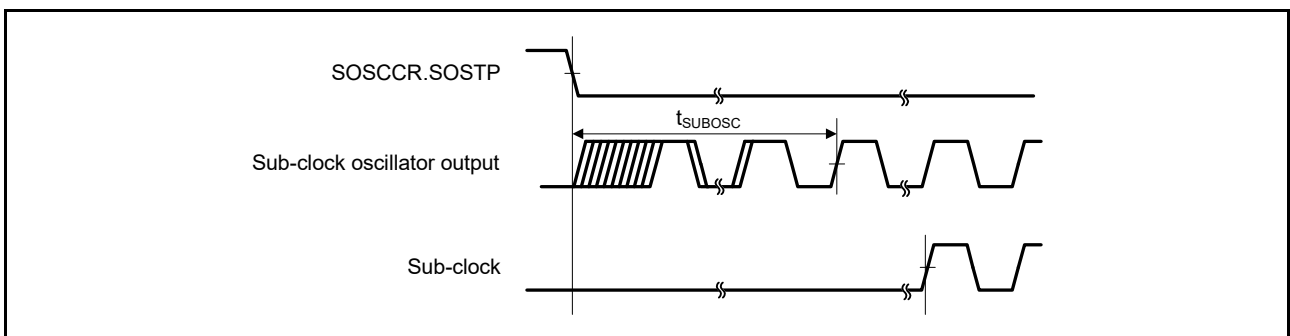 SOSCCR.SOSTP
tSUBOSC
Sub-clock oscillator output
Sub-clock